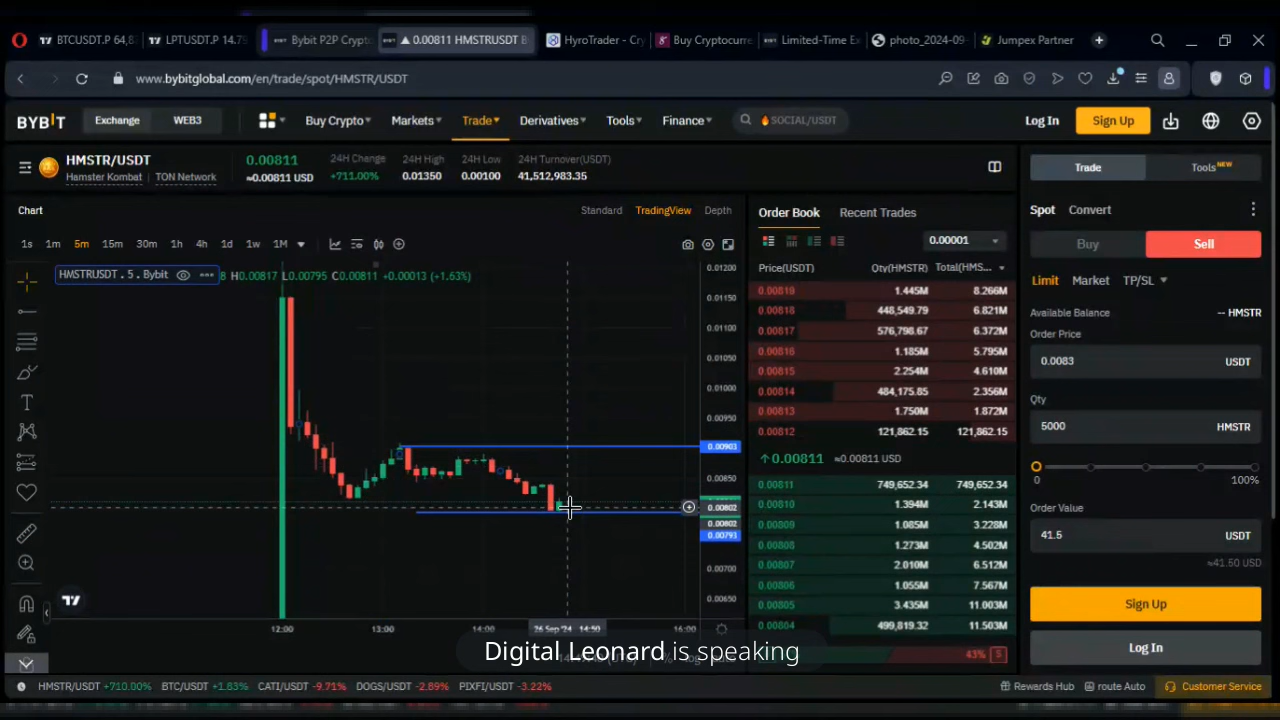 BTCUSDT.P 64,8
LPTUSDT.P 14.79
Bybit P2P Crypto
▲ 0.00811 HMSTRUSDT B
HyroTrader - Cry
Buy Cryptocurre
Limited-Time Ex
photo_2024-09-
Jumpex Partner
www.bybitglobal.com/en/trade/spot/HMSTR/USDT
BYBIT
Exchange
WEB3
Buy Crypto
Markets
Trade
Derivatives
Tools
Finance
SOCIAL/USDT
Log In
Sign Up
HMSTR/USDT
Hamster Kombat
TON Network
0.00811
≈0.00811 USD
24H Change
+711.00%
24H High
0.01350
24H Low
0.00100
24H Turnover(USDT)
41,512,983.35
Chart
Standard
TradingView
Depth
1s 1m 5m 15m 30m 1h 4h 1d 1w 1M
HMSTRUSDT . 5 . Bybit
8 H0.00817 L0.00795 C0.00811 +0.00013 (+1.63%)
0.01200
0.01150
0.01100
0.01050
0.01000
0.00950
0.00903
0.00850
0.00802
0.00802
0.00793
0.00700
0.00650
12:00
13:00
14:00
26 Sep '24 14:50
16:00
Order Book
Recent Trades
0.00001
Price(USDT) Qty(HMSTR) Total(HMS...
0.00819 1.445M 8.266M
0.00818 448,549.79 6.821M
0.00817 576,798.67 6.372M
0.00816 1.185M 5.795M
0.00815 2.254M 4.610M
0.00814 484,175.85 2.356M
0.00813 1.750M 1.872M
0.00812 121,862.15 121,862.15
↑0.00811 ≈0.00811 USD
0.00811 749,652.34 749,652.34
0.00810 1.394M 2.143M
0.00809 1.085M 3.228M
0.00808 1.273M 4.502M
0.00807 2.010M 6.512M
0.00806 1.055M 7.567M
0.00805 3.435M 11.003M
0.00804 499,819.32 11.503M
43% S
Trade
Tools NEW
Spot
Convert
Buy
Sell
Limit
Market
TP/SL
Available Balance
-- HMSTR
Order Price
0.0083 USDT
Qty
5000 HMSTR
0
100%
Order Value
41.5 USDT
≈41.50 USD
Sign Up
Log In
Digital Leonard is speaking
HMSTR/USDT +710.00%
BTC/USDT +1.83%
CATI/USDT -9.71%
DOGS/USDT -2.89%
PIXFI/USDT -3.22%
Rewards Hub
route Auto
Customer Service